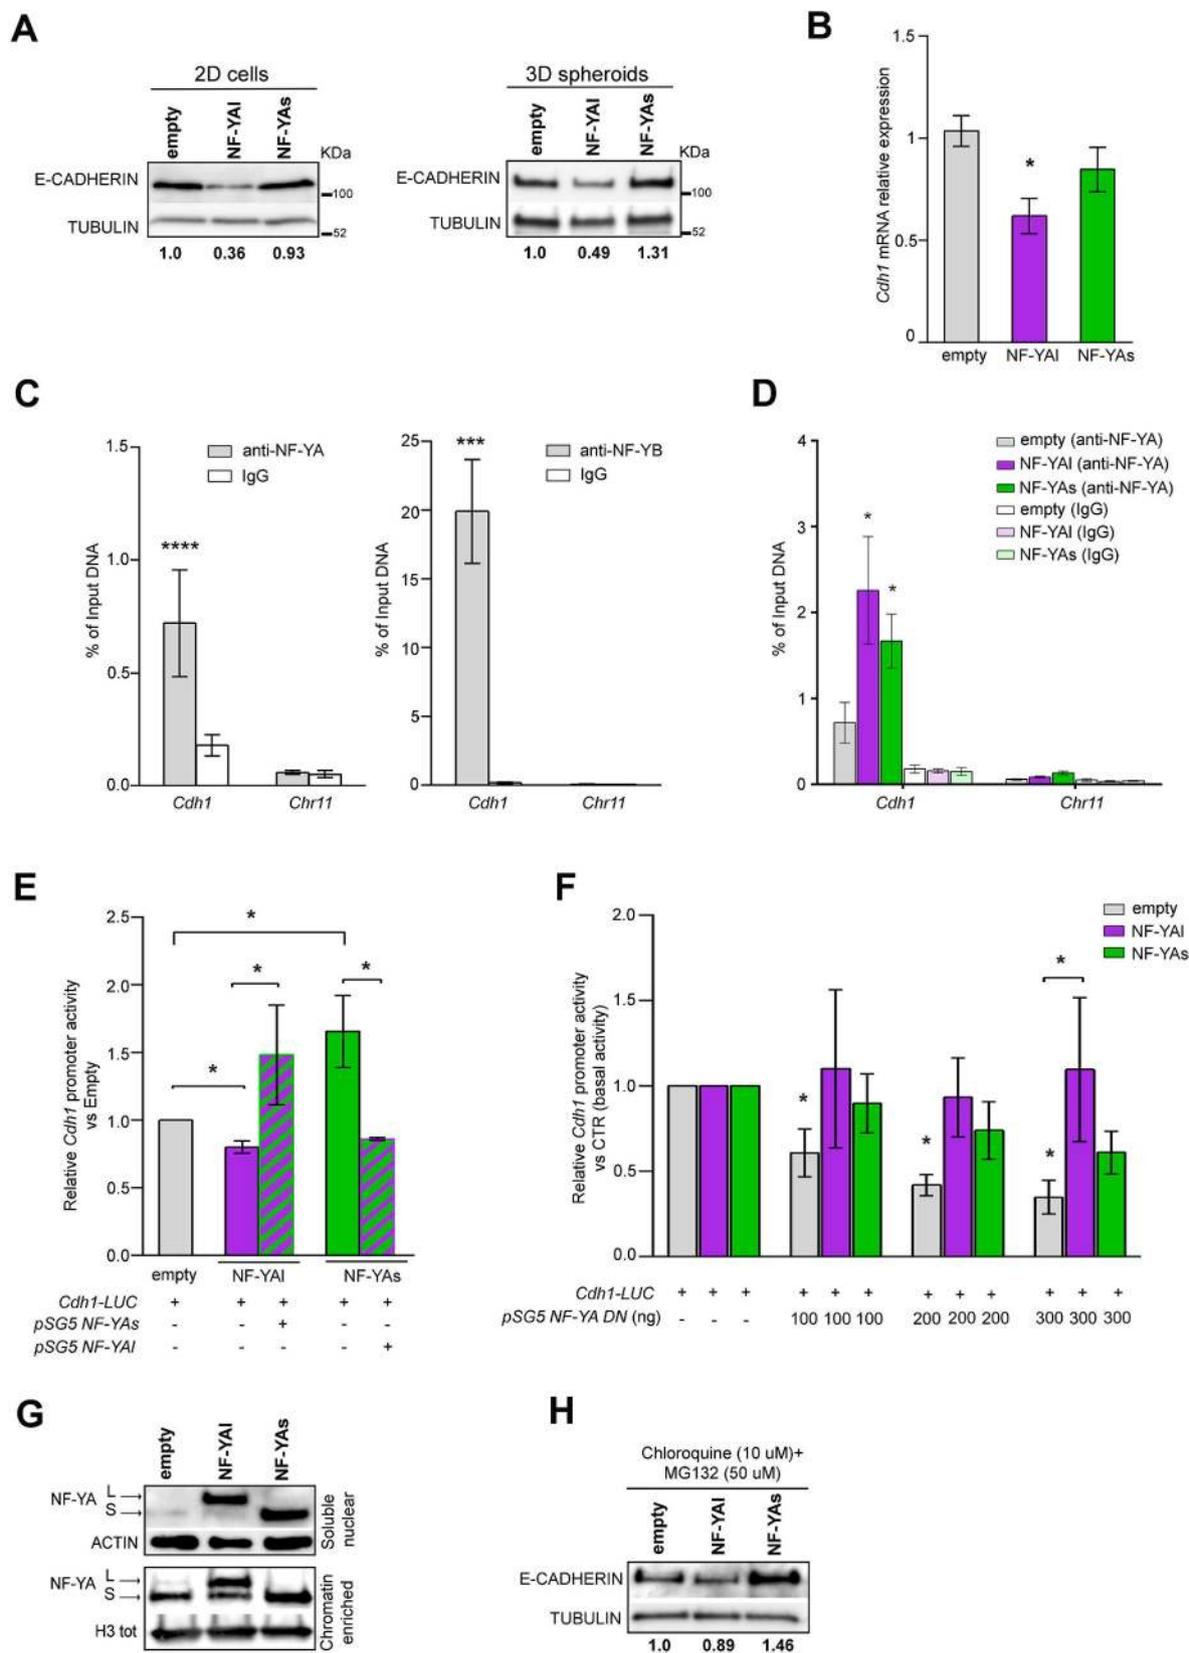 A
2D cells
empty
NF-YAl
NF-YAs
KDa
E-CADHERIN
100
TUBULIN
52
1.0 0.36 0.93
3D spheroids
empty
NF-YAl
NF-YAs
KDa
E-CADHERIN
100
TUBULIN
52
1.0 0.49 1.31
B
Cdh1 mRNA relative expression
1.5
1
0.5
0
*
empty NF-YAl NF-YAs
C
% of Input DNA
1.5
1.0
0.5
0.0
anti-NF-YA
IgG
****
Cdh1 Chr11
% of Input DNA
25
20
15
10
5
0
anti-NF-YB
IgG
***
Cdh1 Chr11
D
% of Input DNA
4
3
2
1
0
empty (anti-NF-YA)
NF-YAl (anti-NF-YA)
NF-YAs (anti-NF-YA)
empty (IgG)
NF-YAl (IgG)
NF-YAs (IgG)
*
*
Cdh1 Chr11
E
Relative Cdh1 promoter activity
vs Empty
2.5
2.0
1.5
1.0
0.5
0.0
*
* *
*
empty NF-YAl NF-YAs
Cdh1-LUC + + + + +
pSG5 NF-YAs - - + - -
pSG5 NF-YAl - - - - +
F
Relative Cdh1 promoter activity
vs CTR (basal activity)
2.0
1.5
1.0
0.5
0.0
empty
NF-YAl
NF-YAs
*
* * *
Cdh1-LUC + + + + + + + + + + + +
pSG5 NF-YA DN (ng) - - - 100 100 100 200 200 200 300 300 300
G
empty
NF-YAl
NF-YAs
NF-YA L
S
ACTIN
Soluble
nuclear
NF-YA L
S
H3 tot
Chromatin
enriched
H
Chloroquine (10 uM)+
MG132 (50 uM)
empty
NF-YAl
NF-YAs
E-CADHERIN
TUBULIN
1.0 0.89 1.46